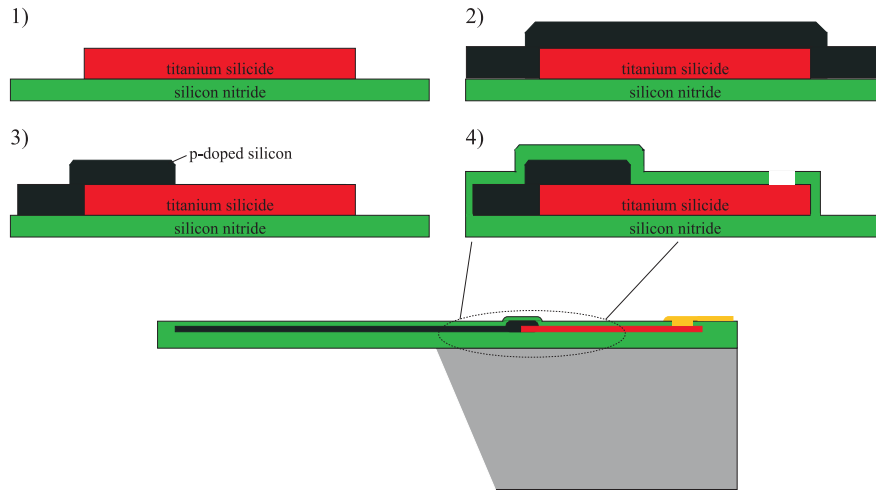 1)
titanium silicide
silicon nitride
2)
titanium silicide
silicon nitride
3)
p-doped silicon
titanium silicide
silicon nitride
4)
titanium silicide
silicon nitride